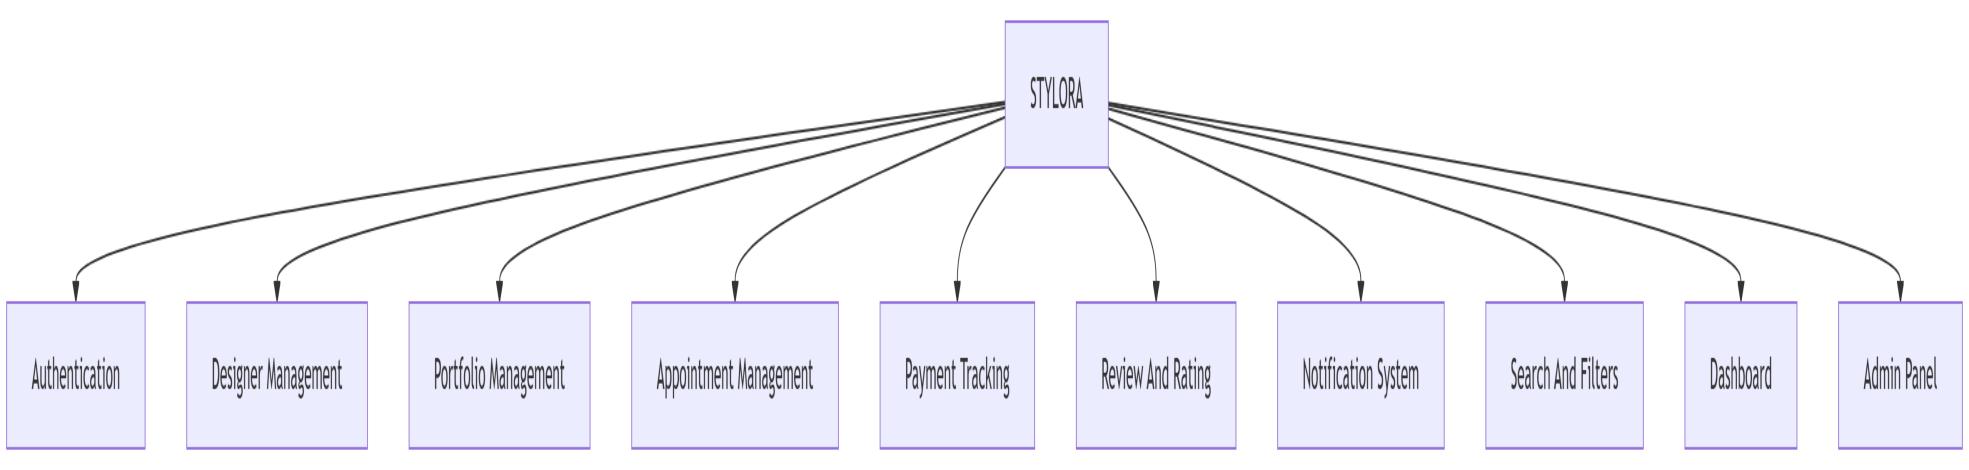 STYLORA
Authentication
Designer Management
Portfolio Management
Appointment Management
Payment Tracking
Review And Rating
Notification System
Search And Filters
Dashboard
Admin Panel